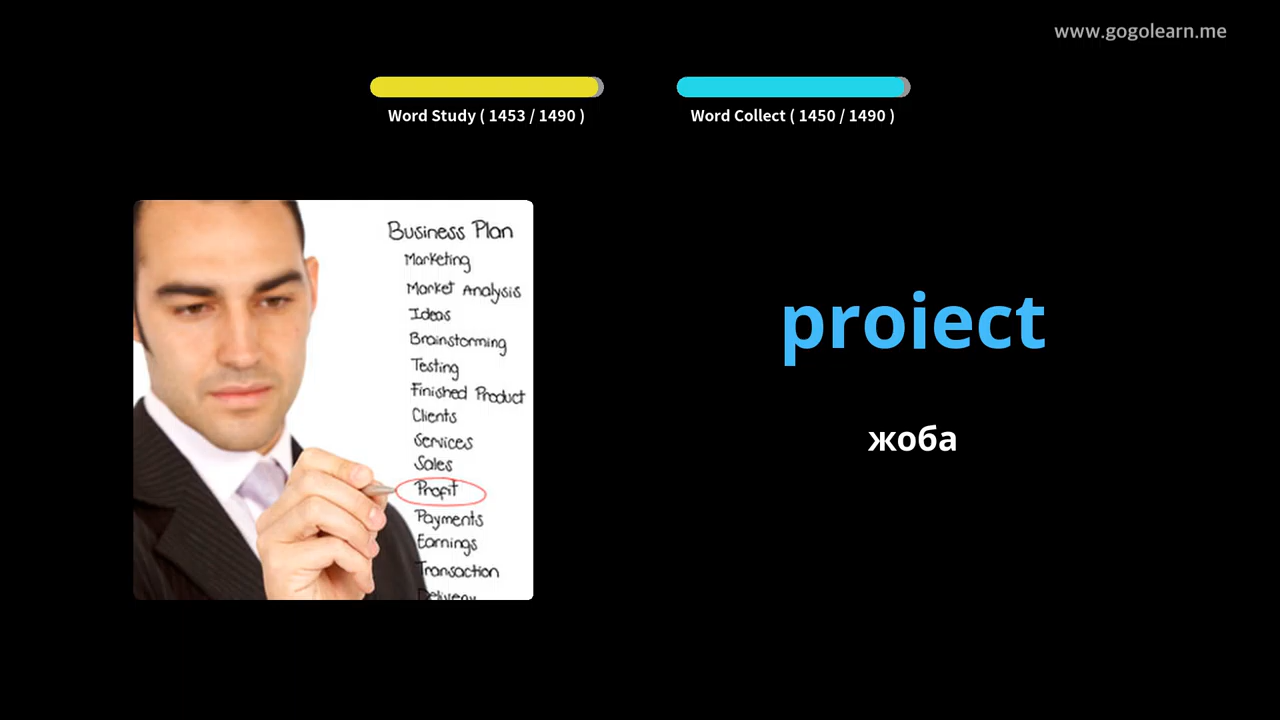 www.gogolearn.me
Word Study ( 1453 / 1490 )
Word Collect ( 1450 / 1490 )
Business Plan
Marketing
Market Analysis
Ideas
Brainstorming
Testing
Finished Product
Clients
Services
Sales
Profit
Payments
Earnings
Transaction
Delivery
proiect
жоба